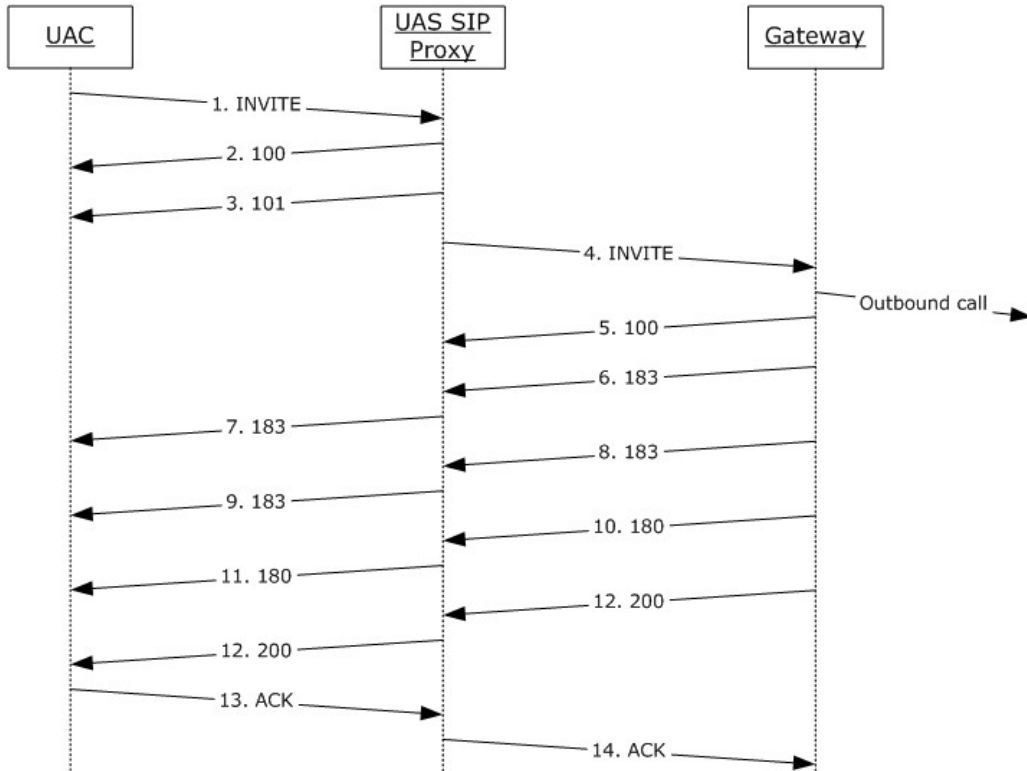 UAC
UAS SIP
Proxy
Gateway
1. INVITE
2. 100
3. 101
4. INVITE
Outbound call
5. 100
6. 183
7. 183
8. 183
9. 183
10. 180
11. 180
12. 200
12. 200
13. ACK
14. ACK